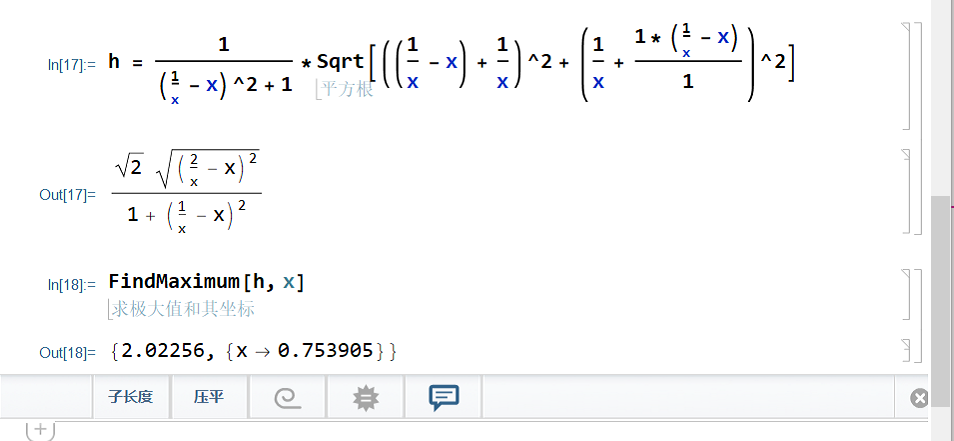 In[17]:= h = 1/((1/x - x)^2 + 1) * Sqrt[(((1/x - x) + 1/x)^2 + (1/x + (1 * (1/x - x))/1)^2]
平方根
Out[17]= (√2 √((2/x - x)^2))/(1 + (1/x - x)^2)
In[18]:= FindMaximum[h, x]
求极大值和其坐标
Out[18]= {2.02256, {x → 0.753905}}
子长度 压平